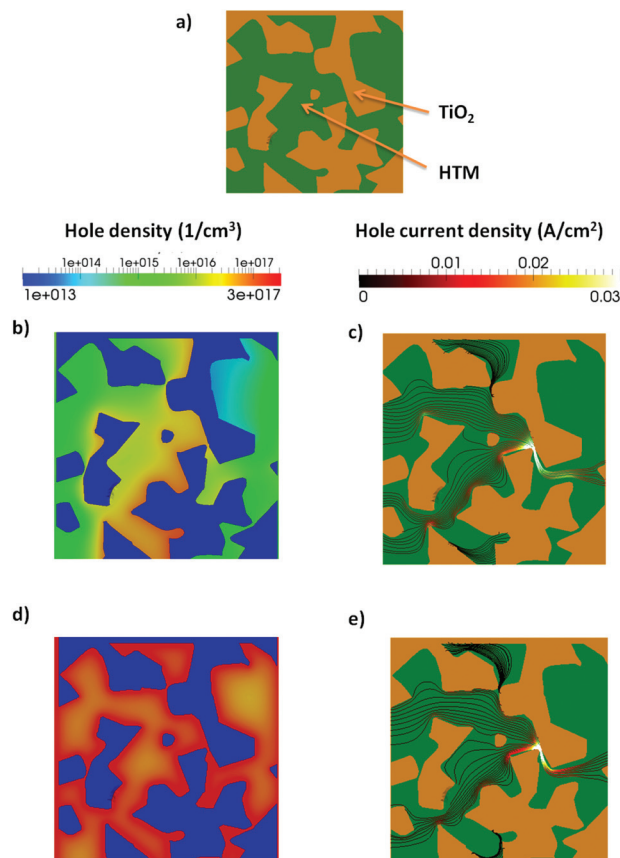 a)
TiO₂
HTM
Hole density (1/cm³)
1e+014 1e+015 1e+016 1e+017
1e+013 3e+017
Hole current density (A/cm²)
0.01 0.02
0 0.03
b)
c)
d)
e)